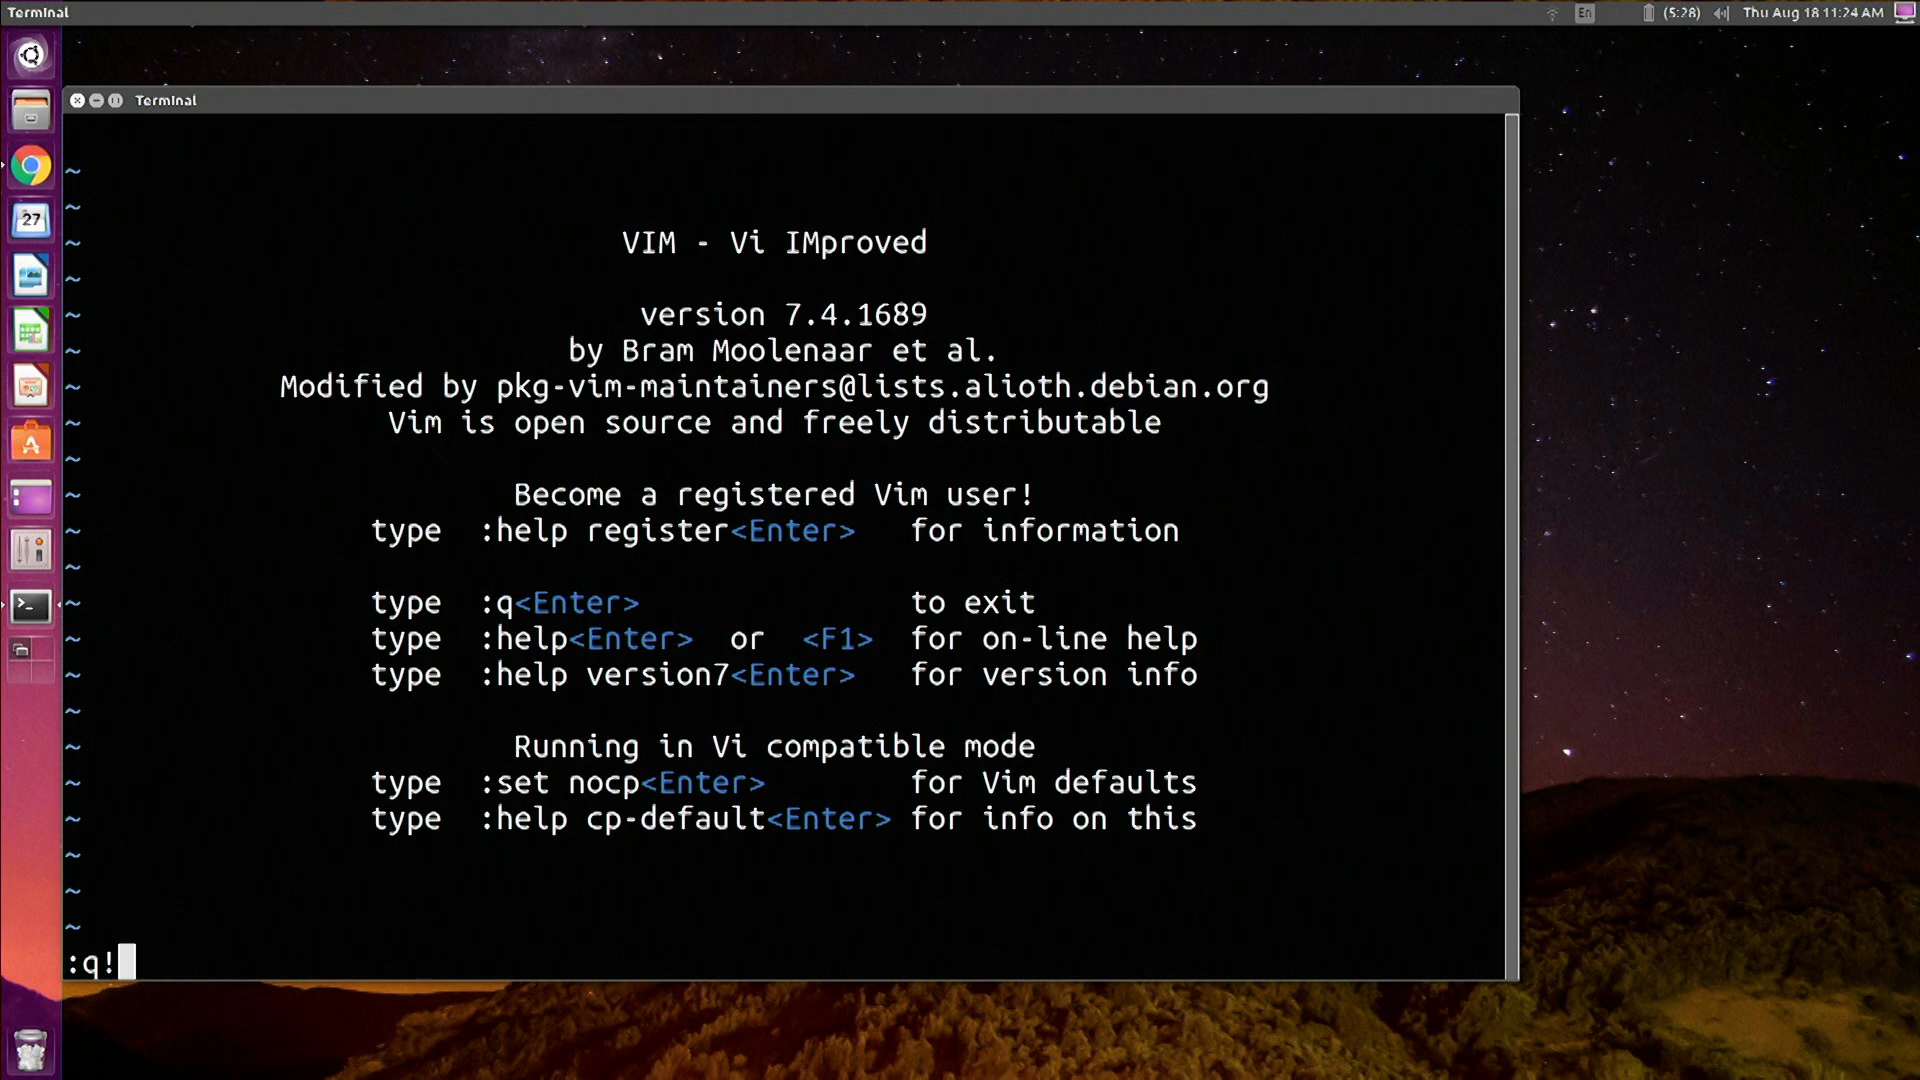 Terminal
En
(5:28)
Thu Aug 18 11:24 AM
Terminal
27
~
~
VIM - Vi IMproved
~
~
version 7.4.1689
~
by Bram Moolenaar et al.
~
Modified by pkg-vim-maintainers@lists.alioth.debian.org
~
Vim is open source and freely distributable
~
~
Become a registered Vim user!
~
type :help register<Enter> for information
~
~
type :q<Enter> to exit
~
type :help<Enter> or <F1> for on-line help
~
type :help version7<Enter> for version info
~
~
Running in Vi compatible mode
~
type :set nocp<Enter> for Vim defaults
~
type :help cp-default<Enter> for info on this
~
~
~
~
:q!